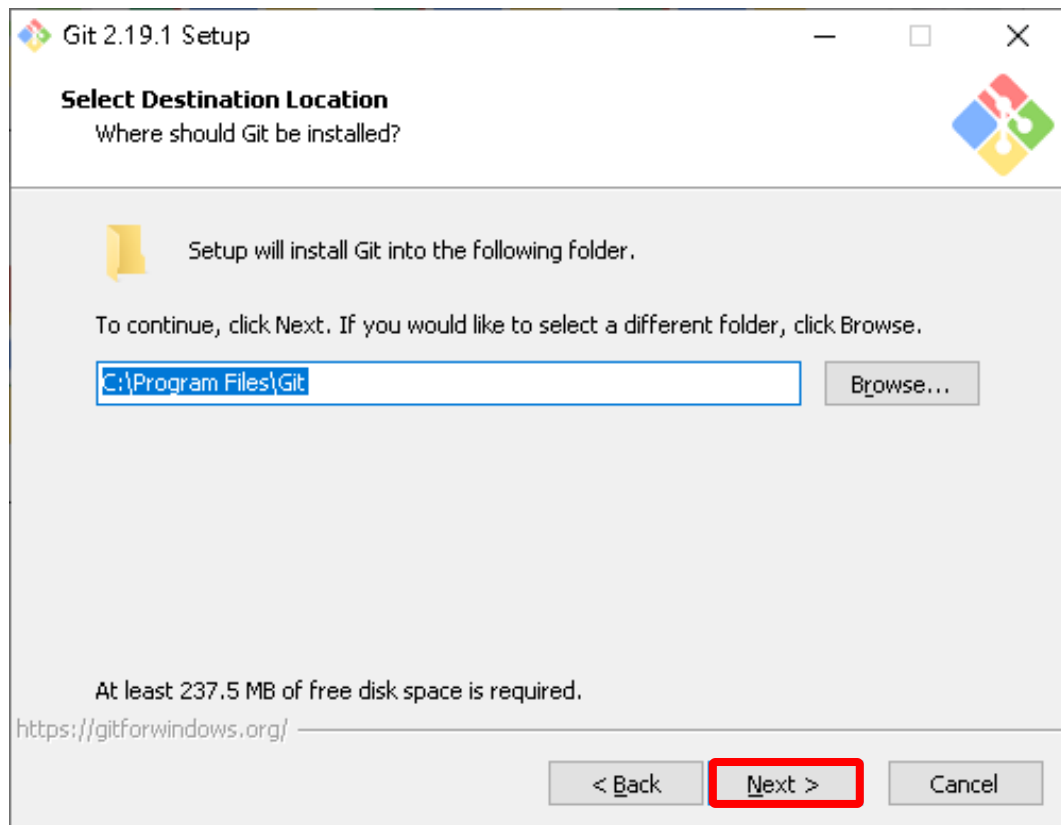 Git 2.19.1 Setup
Select Destination Location
Where should Git be installed?
Setup will install Git into the following folder.
To continue, click Next. If you would like to select a different folder, click Browse.
C:\Program Files\Git
Browse...
At least 237.5 MB of free disk space is required.
https://gitforwindows.org/
< Back
Next >
Cancel